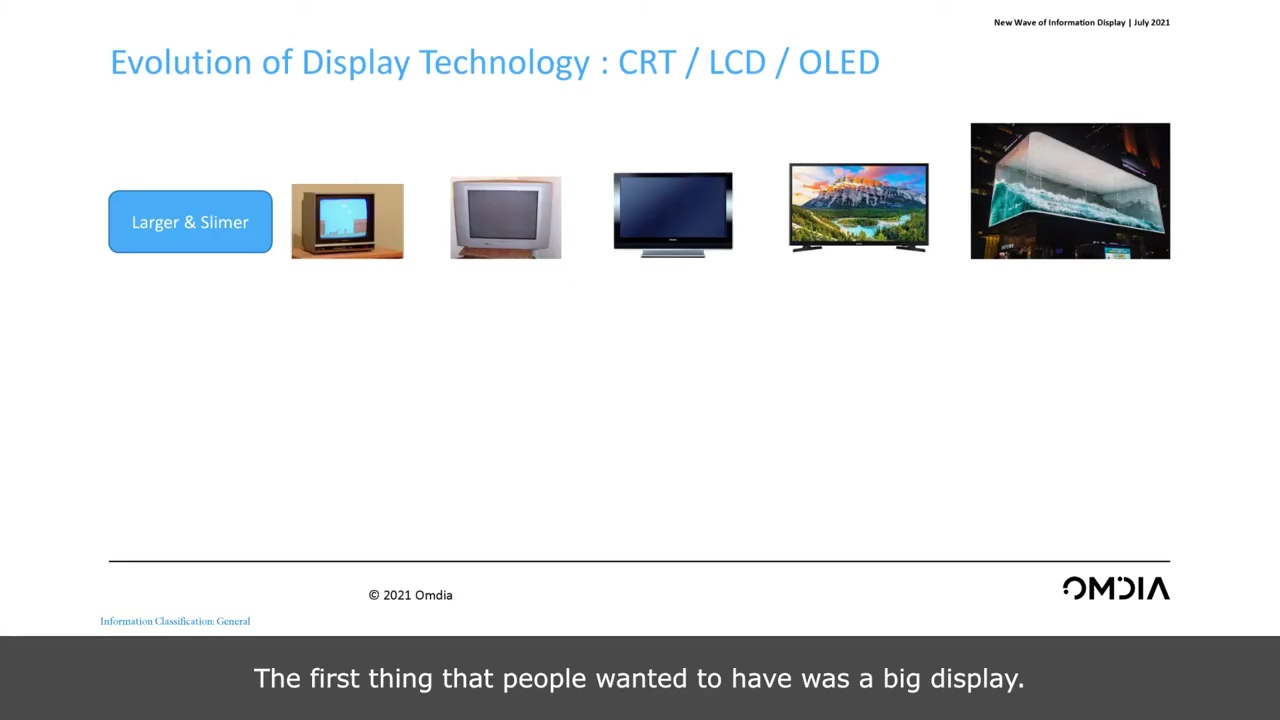 New Wave of Information Display | July 2021
Evolution of Display Technology : CRT / LCD / OLED
Larger & Slimer
© 2021 Omdia
OMDIA
Information Classification: General
The first thing that people wanted to have was a big display.